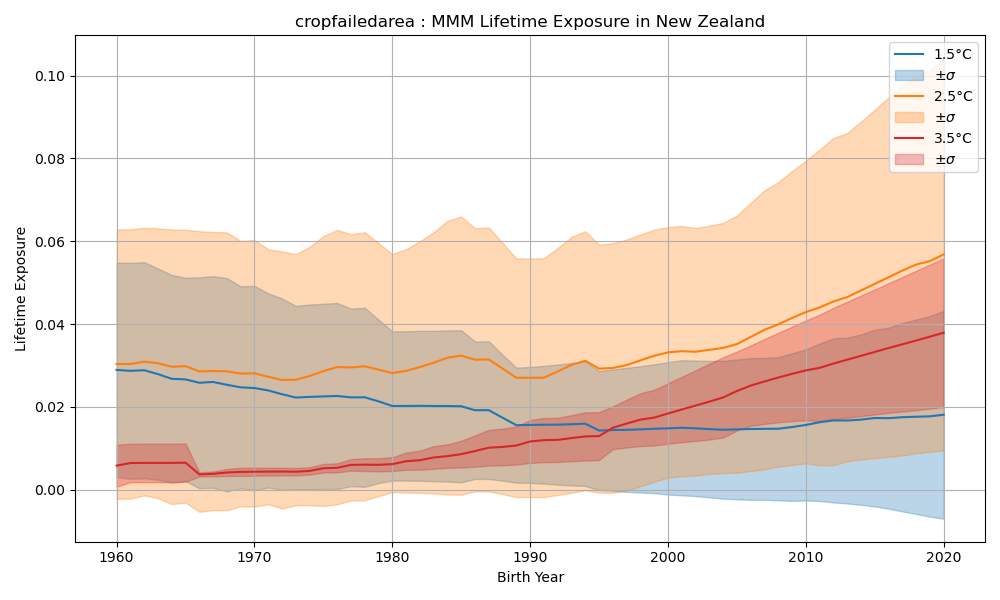 cropfailedarea : MMM Lifetime Exposure in New Zealand
1.5°C
±σ
2.5°C
±σ
3.5°C
±σ
0.10
0.08
0.06
0.04
0.02
0.00
Lifetime Exposure
1960 1970 1980 1990 2000 2010 2020
Birth Year